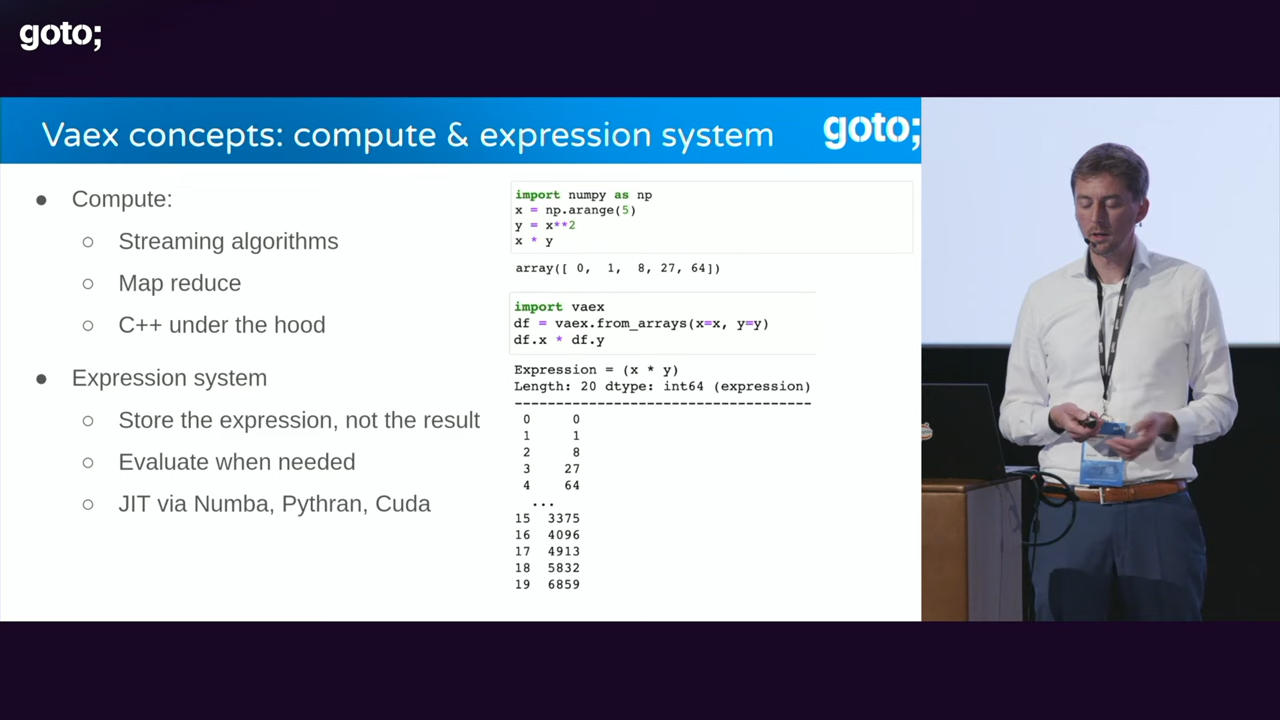 goto;
Vaex concepts: compute & expression system
goto;
● Compute:
○ Streaming algorithms
○ Map reduce
○ C++ under the hood
● Expression system
○ Store the expression, not the result
○ Evaluate when needed
○ JIT via Numba, Pythran, Cuda
import numpy as np
x = np.arange(5)
y = x**2
x * y
array([ 0,  1,  8, 27, 64])
import vaex
df = vaex.from_arrays(x=x, y=y)
df.x * df.y
Expression = (x * y)
Length: 20 dtype: int64 (expression)
------------------------------------
0 0
1 1
2 8
3 27
4 64
...
15 3375
16 4096
17 4913
18 5832
19 6859